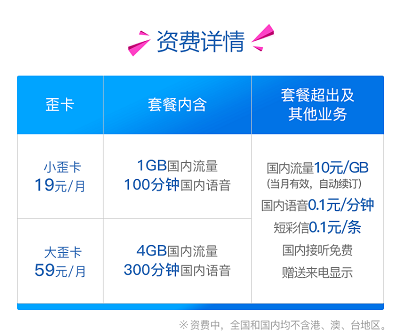 资费详情
歪卡
套餐内含
套餐超出及
其他业务
小歪卡
19元/月
1GB国内流量
100分钟国内语音
大歪卡
59元/月
4GB国内流量
300分钟国内语音
国内流量10元/GB
(当月有效，自动续订)
国内语音0.1元/分钟
短彩信0.1元/条
国内接听免费
赠送来电显示
※资费中，全国和国内均不含港、澳、台地区。